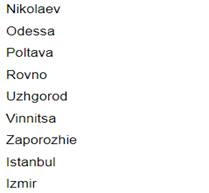 Nikolaev
Odessa
Poltava
Rovno
Uzhgorod
Vinnitsa
Zaporozhie
Istanbul
Izmir